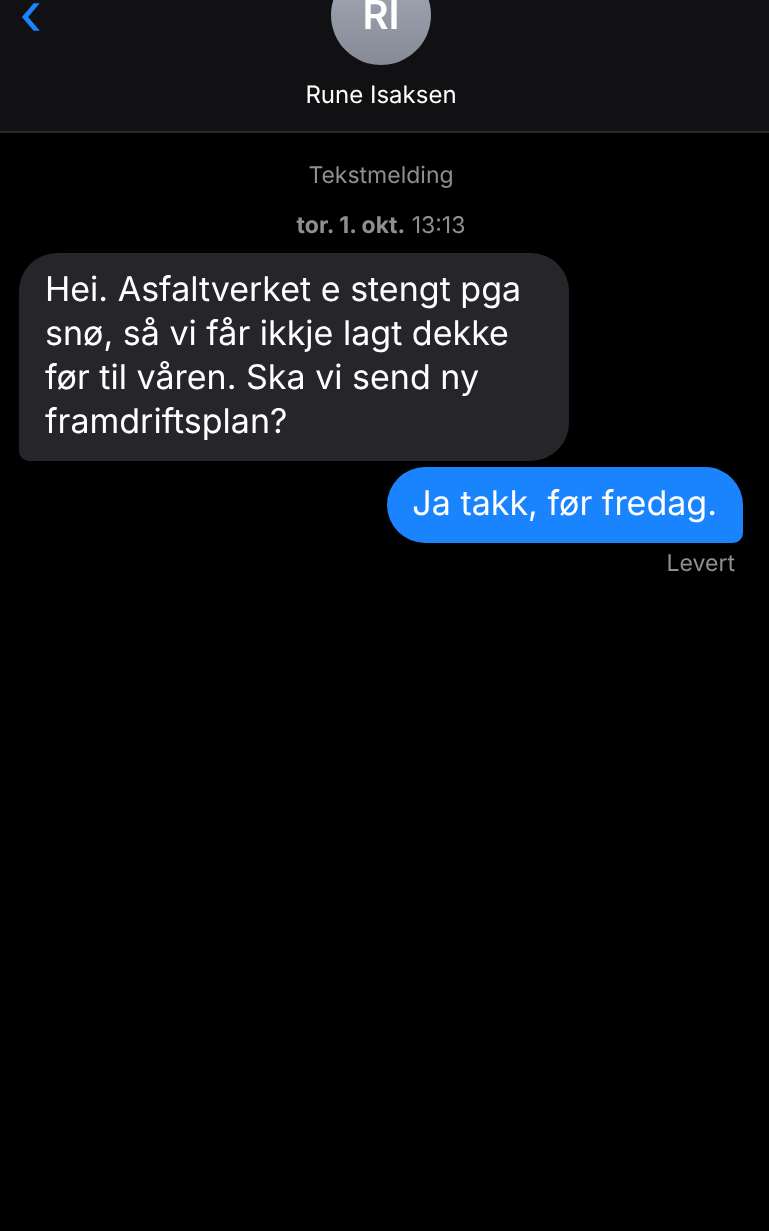 RI
Rune Isaksen
Tekstmelding
tor. 1. okt. 13:13
Hei. Asfaltverket e stengt pga
snø, så vi får ikkje lagt dekke
før til våren. Ska vi send ny
framdriftsplan?
Ja takk, før fredag.
Levert